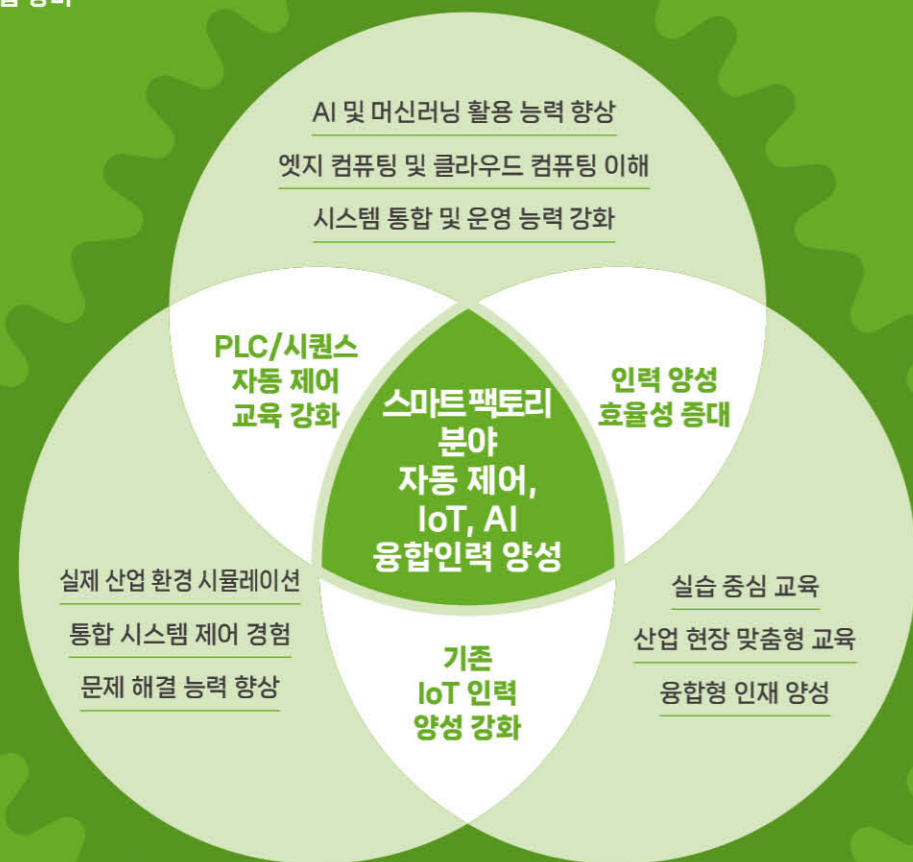 AI 및 머신러닝 활용 능력 향상
엣지 컴퓨팅 및 클라우드 컴퓨팅 이해
시스템 통합 및 운영 능력 강화
PLC/시퀀스
자동 제어
교육 강화
인력 양성
효율성 증대
스마트팩토리
분야
자동 제어,
IoT, AI
융합인력 양성
실제 산업 환경 시뮬레이션
통합 시스템 제어 경험
문제 해결 능력 향상
기존
IoT 인력
양성 강화
실습 중심 교육
산업 현장 맞춤형 교육
융합형 인재 양성